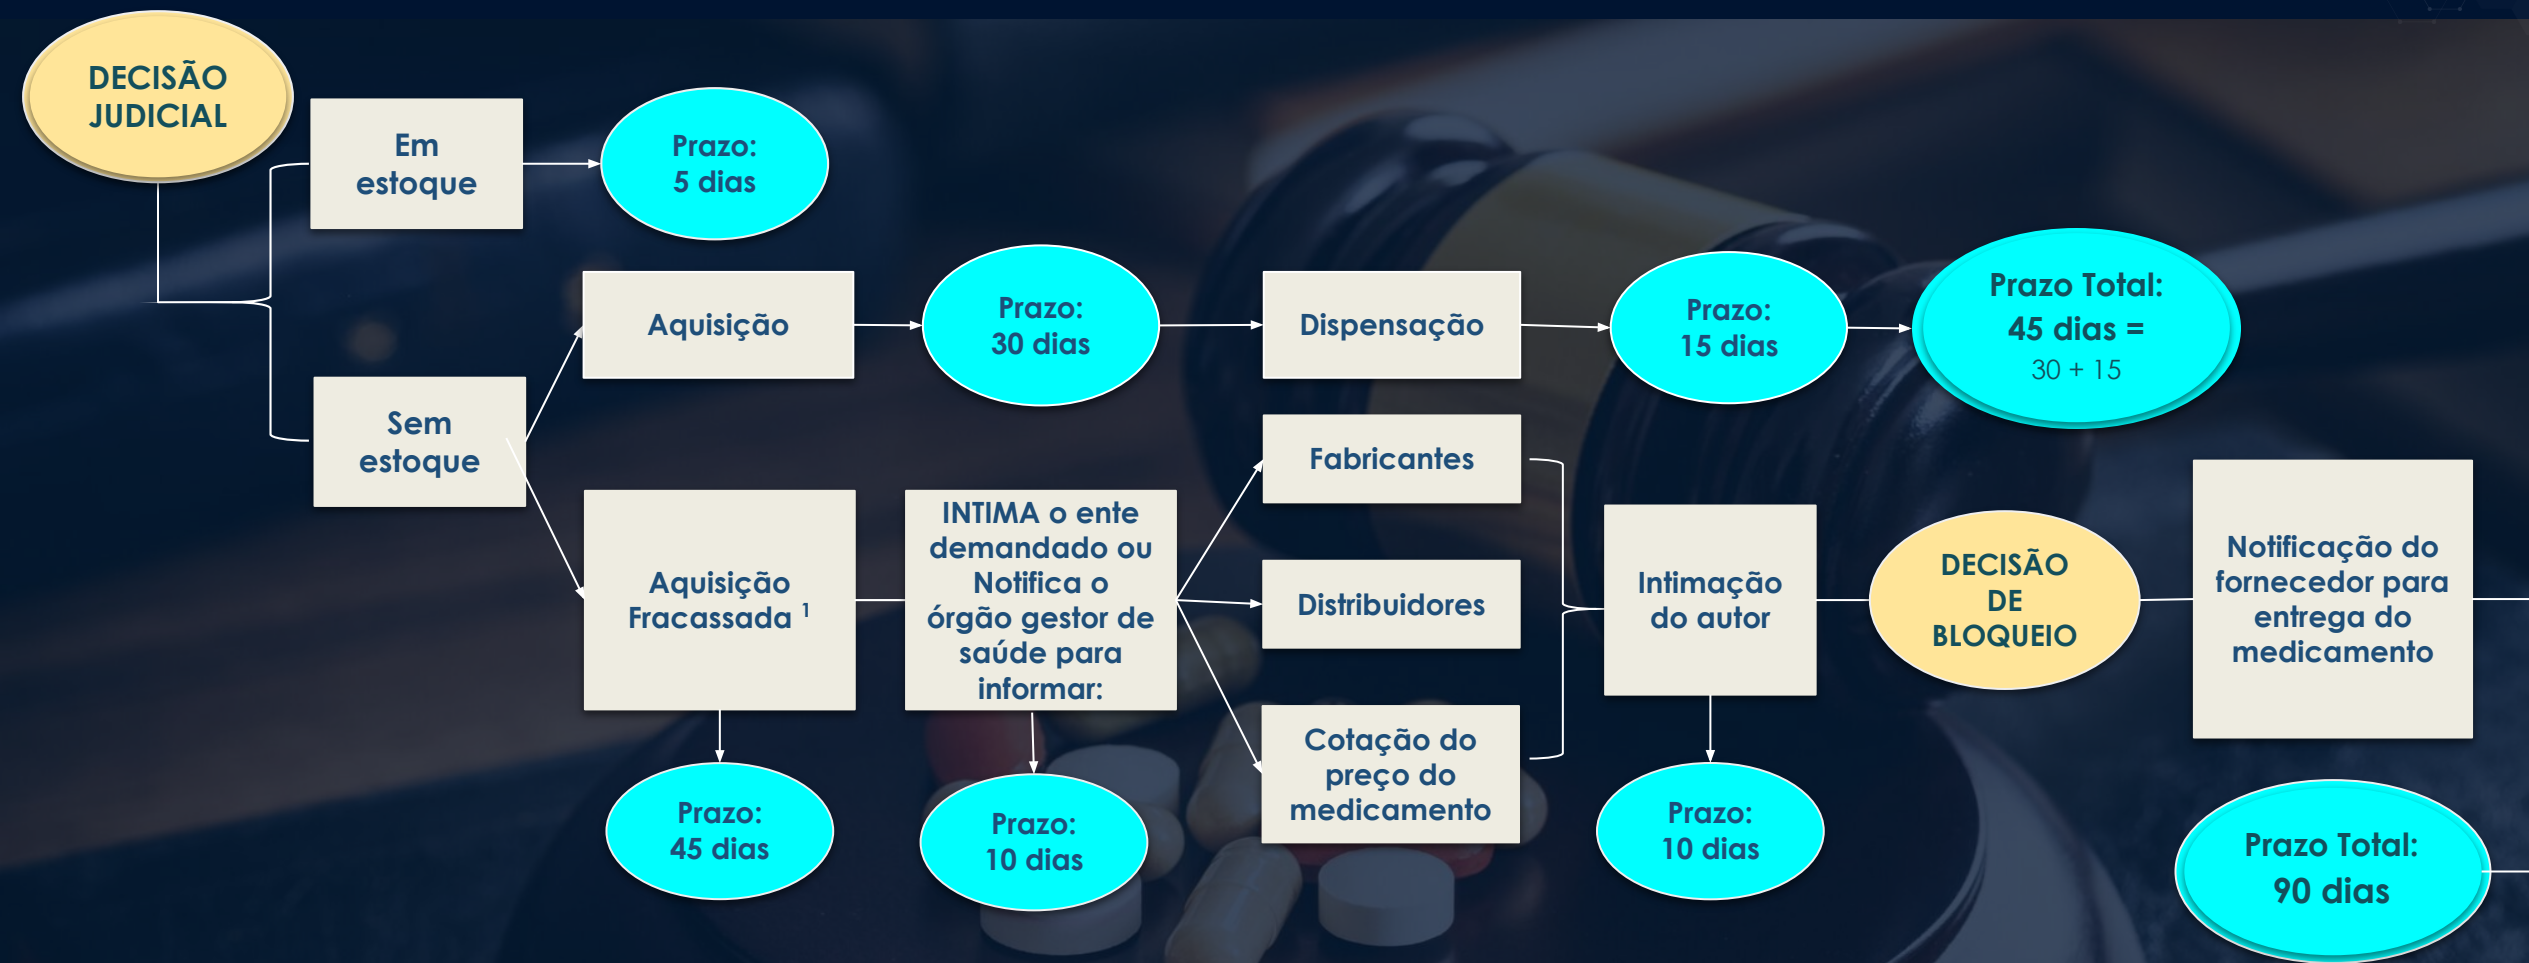 DECISÃO
JUDICIAL
Em
estoque
Prazo:
5 dias
Sem
estoque
Aquisição
Prazo:
30 dias
Dispensação
Prazo:
15 dias
Prazo Total:
45 dias =
30 + 15
Aquisição
Fracassada ¹
Prazo:
45 dias
INTIMA o ente
demandado ou
Notifica o
órgão gestor de
saúde para
informar:
Prazo:
10 dias
Fabricantes
Distribuidores
Cotação do
preço do
medicamento
Intimação
do autor
Prazo:
10 dias
DECISÃO
DE
BLOQUEIO
Notificação do
fornecedor para
entrega do
medicamento
Prazo Total:
90 dias